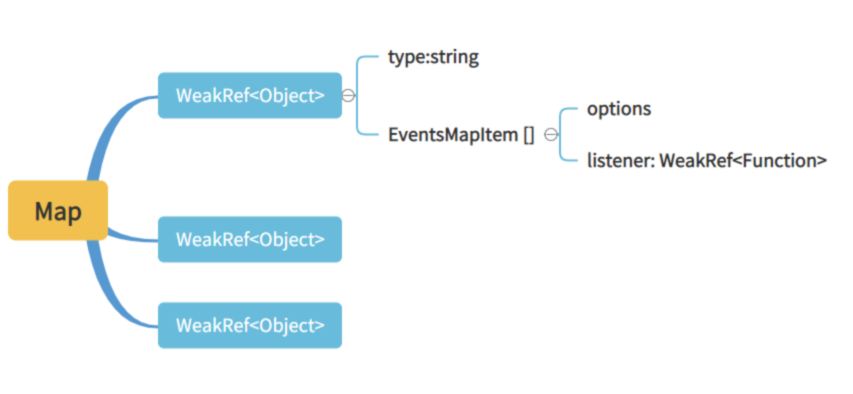 Map
WeakRef<Object>
type:string
EventsMapItem []
options
listener: WeakRef<Function>
WeakRef<Object>
WeakRef<Object>